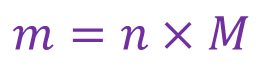 m = n × M